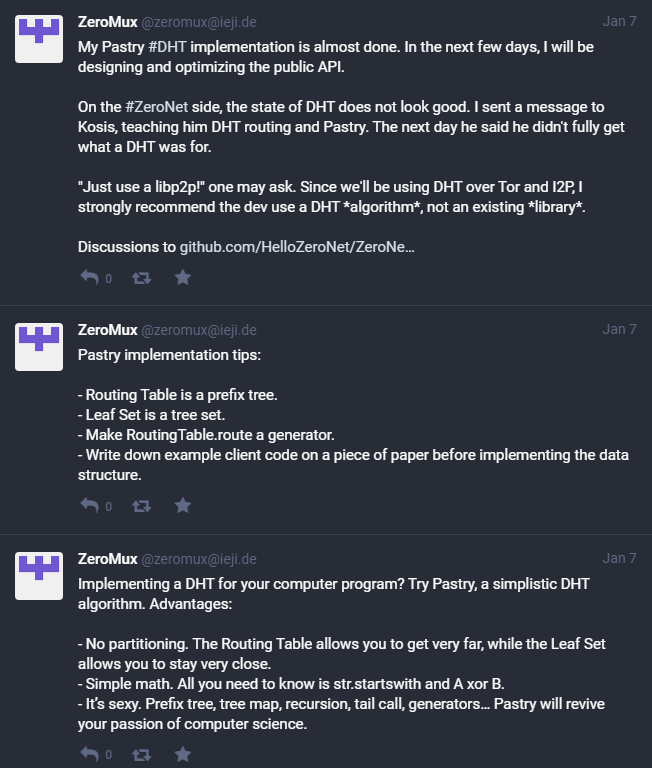 ZeroMux @zeromux@ieji.de Jan 7
My Pastry #DHT implementation is almost done. In the next few days, I will be
designing and optimizing the public API.
On the #ZeroNet side, the state of DHT does not look good. I sent a message to
Kosis, teaching him DHT routing and Pastry. The next day he said he didn't fully get
what a DHT was for.
"Just use a libp2p!" one may ask. Since we'll be using DHT over Tor and I2P, I
strongly recommend the dev use a DHT *algorithm*, not an existing *library*.
Discussions to github.com/HelloZeroNet/ZeroNe…
0
ZeroMux @zeromux@ieji.de Jan 7
Pastry implementation tips:
- Routing Table is a prefix tree.
- Leaf Set is a tree set.
- Make RoutingTable.route a generator.
- Write down example client code on a piece of paper before implementing the data
structure.
0
ZeroMux @zeromux@ieji.de Jan 7
Implementing a DHT for your computer program? Try Pastry, a simplistic DHT
algorithm. Advantages:
- No partitioning. The Routing Table allows you to get very far, while the Leaf Set
allows you to stay very close.
- Simple math. All you need to know is str.startswith and A xor B.
- It's sexy. Prefix tree, tree map, recursion, tail call, generators… Pastry will revive
your passion of computer science.
0